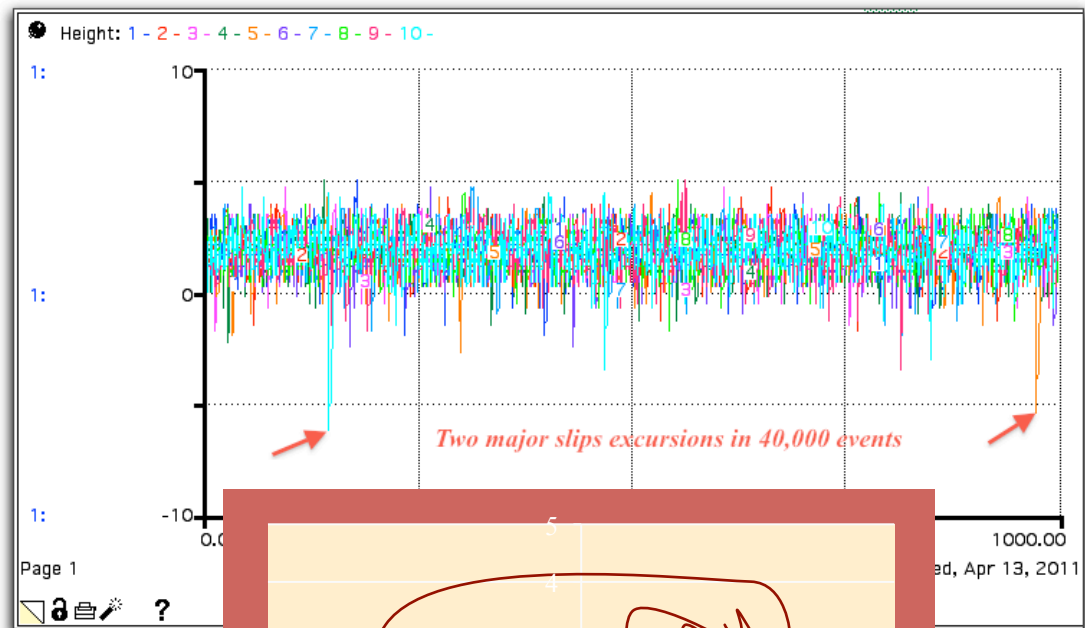 Height: 1 - 2 - 3 - 4 - 5 - 6 - 7 - 8 - 9 - 10 -
1:
10
1:
0
Two major slips excursions in 40,000 events
1:
-10
1000.00
Page 1
ed, Apr 13, 2011
?
5
4